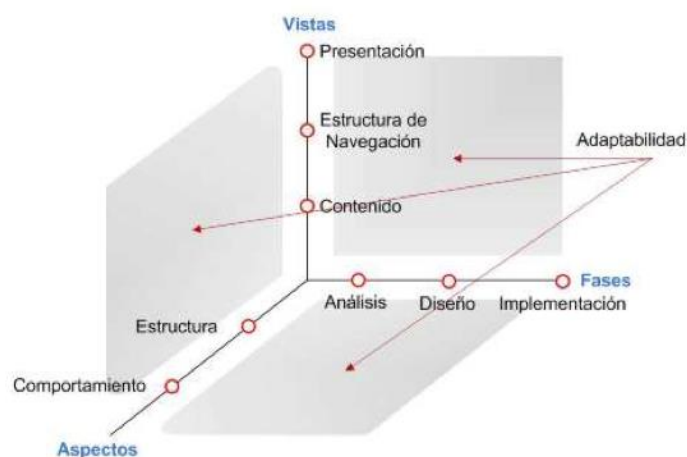 Vistas
Presentación
Estructura de
Navegación
Adaptabilidad
Contenido
Fases
Análisis
Diseño
Implementación
Estructura
Comportamiento
Aspectos